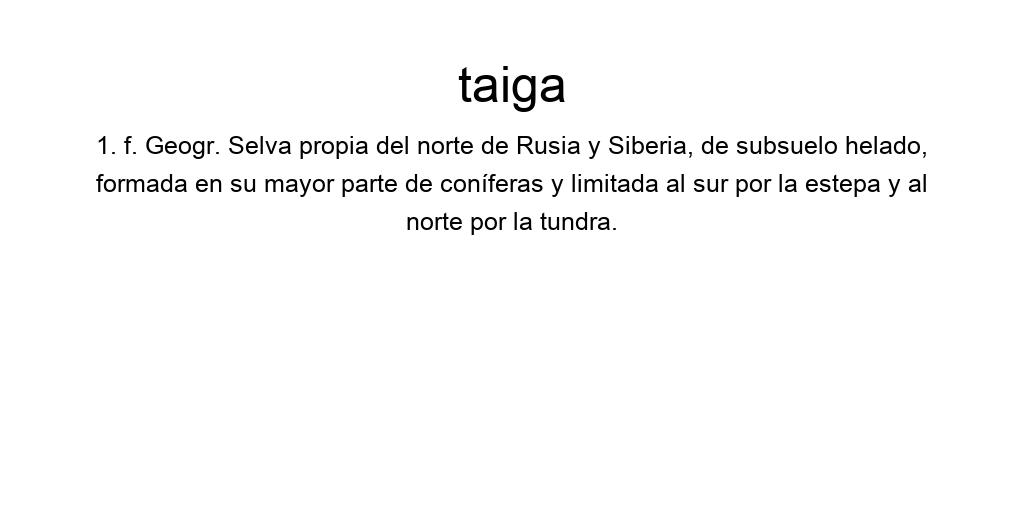 taiga
1. f. Geogr. Selva propia del norte de Rusia y Siberia, de subsuelo helado,
formada en su mayor parte de coníferas y limitada al sur por la estepa y al
norte por la tundra.